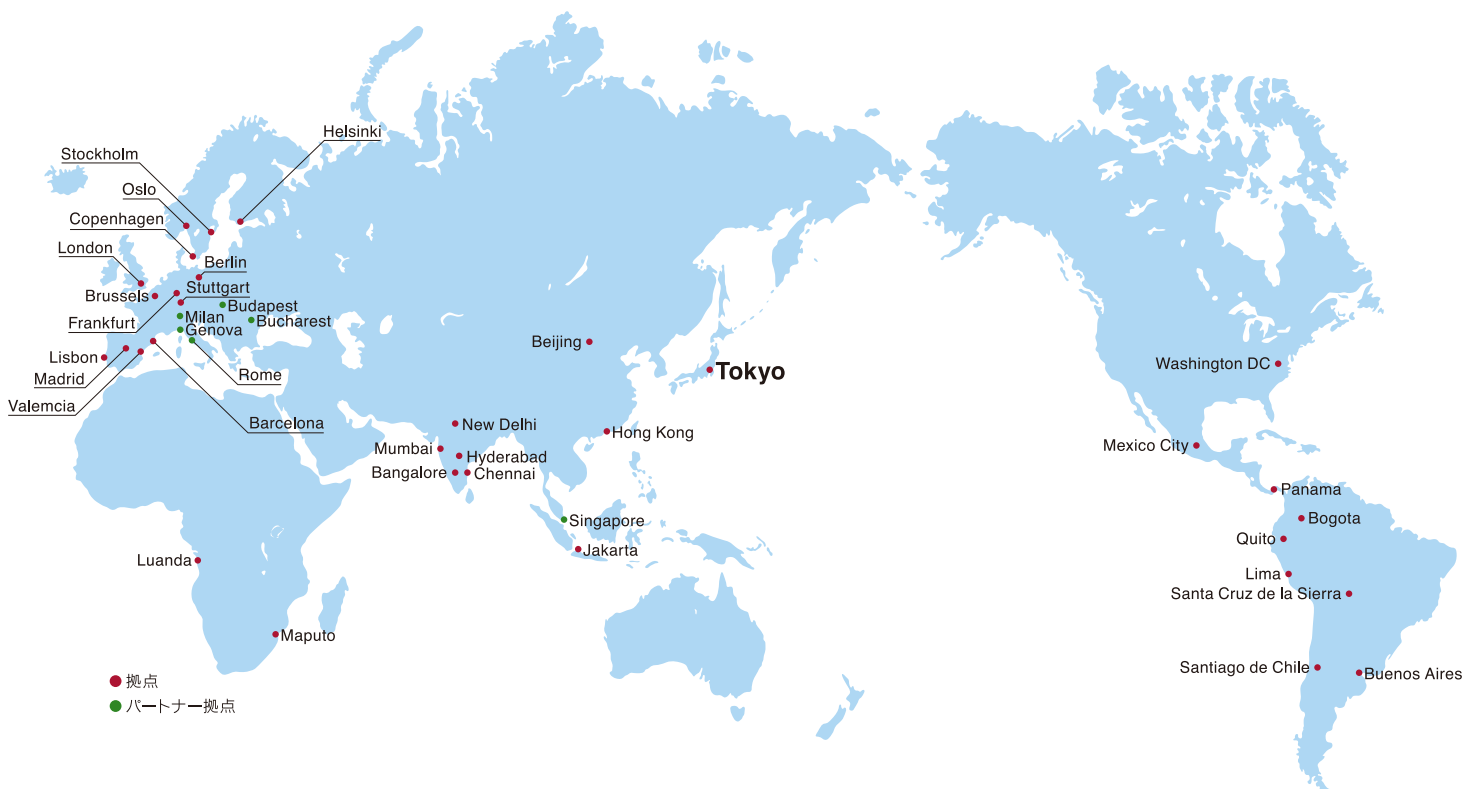 Helsinki
Stockholm
Oslo
Copenhagen
London
Berlin
Brussels
Stuttgart
Budapest
Frankfurt
Milan
Bucharest
Genova
Lisbon
Madrid
Rome
Valemcia
Barcelona
Beijing
Tokyo
New Delhi
Hong Kong
Mumbai
Hyderabad
Bangalore
Chennai
Singapore
Jakarta
Luanda
Maputo
Washington DC
Mexico City
Panama
Bogota
Quito
Lima
Santa Cruz de la Sierra
Santiago de Chile
Buenos Aires
拠点
パートナー拠点